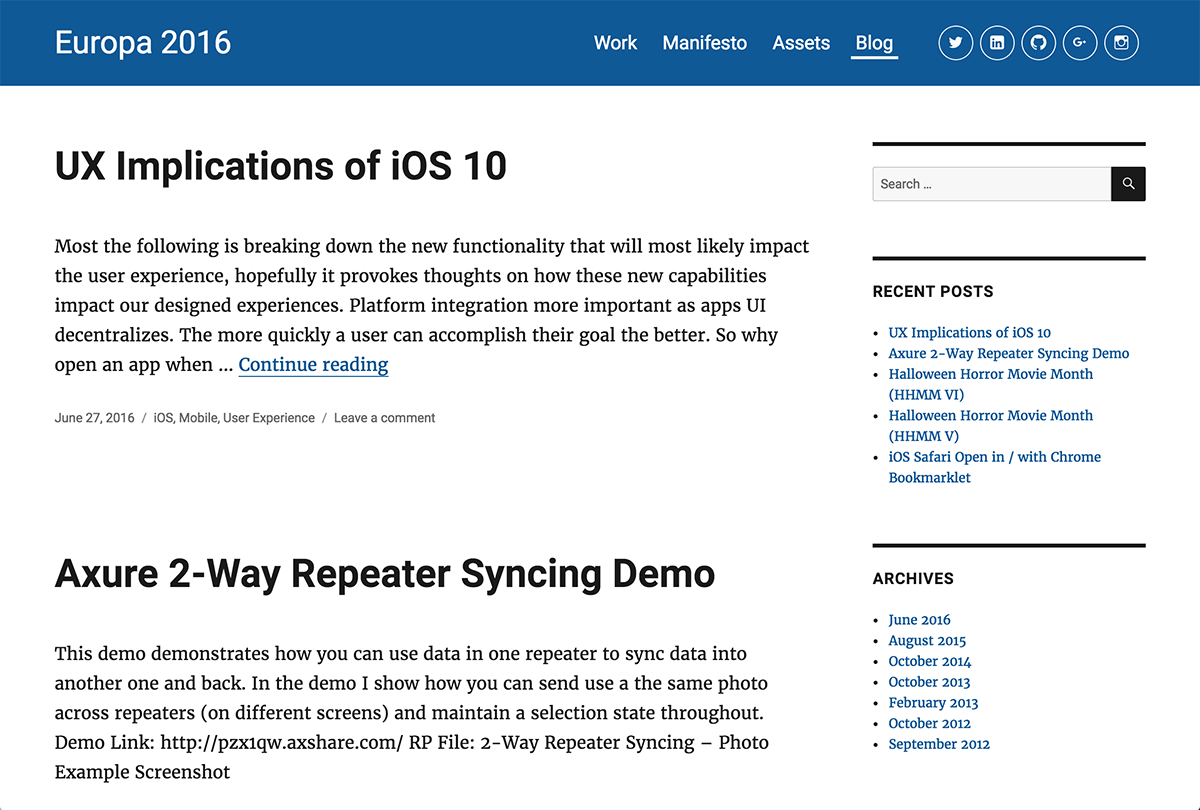 Europa 2016
Work Manifesto Assets Blog
UX Implications of iOS 10
Most the following is breaking down the new functionality that will most likely impact
the user experience, hopefully it provokes thoughts on how these new capabilities
impact our designed experiences. Platform integration more important as apps UI
decentralizes. The more quickly a user can accomplish their goal the better. So why
open an app when … Continue reading
June 27, 2016 / iOS, Mobile, User Experience / Leave a comment
Axure 2-Way Repeater Syncing Demo
This demo demonstrates how you can use data in one repeater to sync data into
another one and back. In the demo I show how you can send use a the same photo
across repeaters (on different screens) and maintain a selection state throughout.
Demo Link: http://pzx1qw.axshare.com/ RP File: 2-Way Repeater Syncing – Photo
Example Screenshot
Search …
RECENT POSTS
UX Implications of iOS 10
Axure 2-Way Repeater Syncing Demo
Halloween Horror Movie Month
(HHMM VI)
Halloween Horror Movie Month
(HHMM V)
iOS Safari Open in / with Chrome
Bookmarklet
ARCHIVES
June 2016
August 2015
October 2014
October 2013
February 2013
October 2012
September 2012